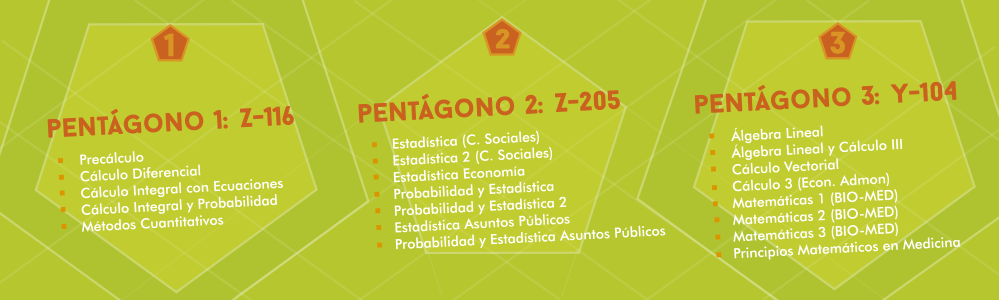 1
PENTÁGONO 1: Z-116
Precálculo
Cálculo Diferencial
Cálculo Integral con Ecuaciones
Cálculo Integral y Probabilidad
Métodos Cuantitativos
2
PENTÁGONO 2: Z-205
Estadística (C. Sociales)
Estadística 2 (C. Sociales)
Estadística Economía
Probabilidad y Estadística
Probabilidad y Estadística 2
Estadística Asuntos Públicos
Probabilidad y Estadística Asuntos Públicos
3
PENTÁGONO 3: Y-104
Álgebra Lineal
Álgebra Lineal y Cálculo III
Cálculo Vectorial
Cálculo 3 (Econ. Admon)
Matemáticas 1 (BIO-MED)
Matemáticas 2 (BIO-MED)
Matemáticas 3 (BIO-MED)
Principios Matemáticos en Medicina